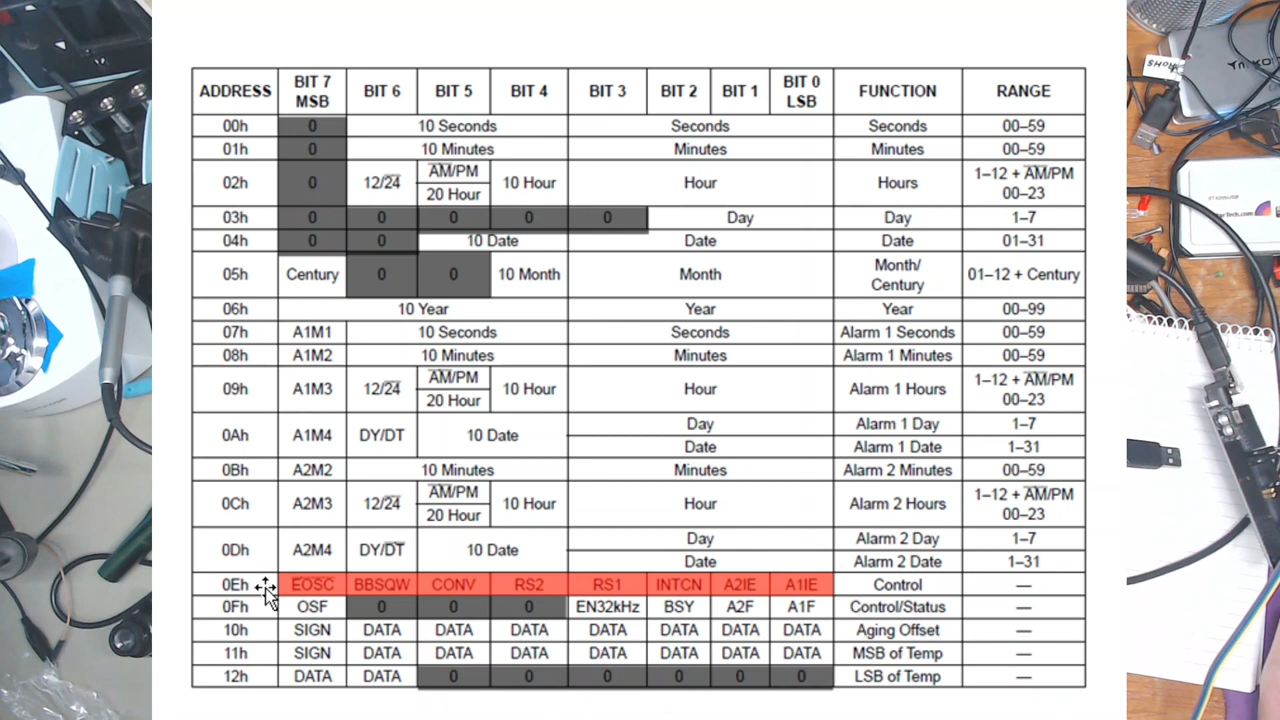 ADDRESS BIT 7 MSB BIT 6 BIT 5 BIT 4 BIT 3 BIT 2 BIT 1 BIT 0 LSB FUNCTION RANGE
00h 0 10 Seconds Seconds Seconds 00–59
01h 0 10 Minutes Minutes Minutes 00–59
02h 0 12/2̅4̅ A̅M̅/PM 20 Hour 10 Hour Hour Hours 1–12 + A̅M̅/PM 00–23
03h 0 0 0 0 0 Day Day 1–7
04h 0 0 10 Date Date Date 01–31
05h Century 0 0 10 Month Month Month/ Century 01–12 + Century
06h 10 Year Year Year 00–99
07h A1M1 10 Seconds Seconds Alarm 1 Seconds 00–59
08h A1M2 10 Minutes Minutes Alarm 1 Minutes 00–59
09h A1M3 12/2̅4̅ A̅M̅/PM 20 Hour 10 Hour Hour Alarm 1 Hours 1–12 + A̅M̅/PM 00–23
0Ah A1M4 DY/DT 10 Date Day Alarm 1 Day 1–7
Date Alarm 1 Date 1–31
0Bh A2M2 10 Minutes Minutes Alarm 2 Minutes 00–59
0Ch A2M3 12/2̅4̅ A̅M̅/PM 20 Hour 10 Hour Hour Alarm 2 Hours 1–12 + A̅M̅/PM 00–23
0Dh A2M4 DY/D̅T̅ 10 Date Day Alarm 2 Day 1–7
Date Alarm 2 Date 1–31
0Eh E̅O̅S̅C̅ BBSQW CONV RS2 RS1 INTCN A2IE A1IE Control —
0Fh OSF 0 0 0 EN32kHz BSY A2F A1F Control/Status —
10h SIGN DATA DATA DATA DATA DATA DATA DATA Aging Offset —
11h SIGN DATA DATA DATA DATA DATA DATA DATA MSB of Temp —
12h DATA DATA 0 0 0 0 0 0 LSB of Temp —
RoHS